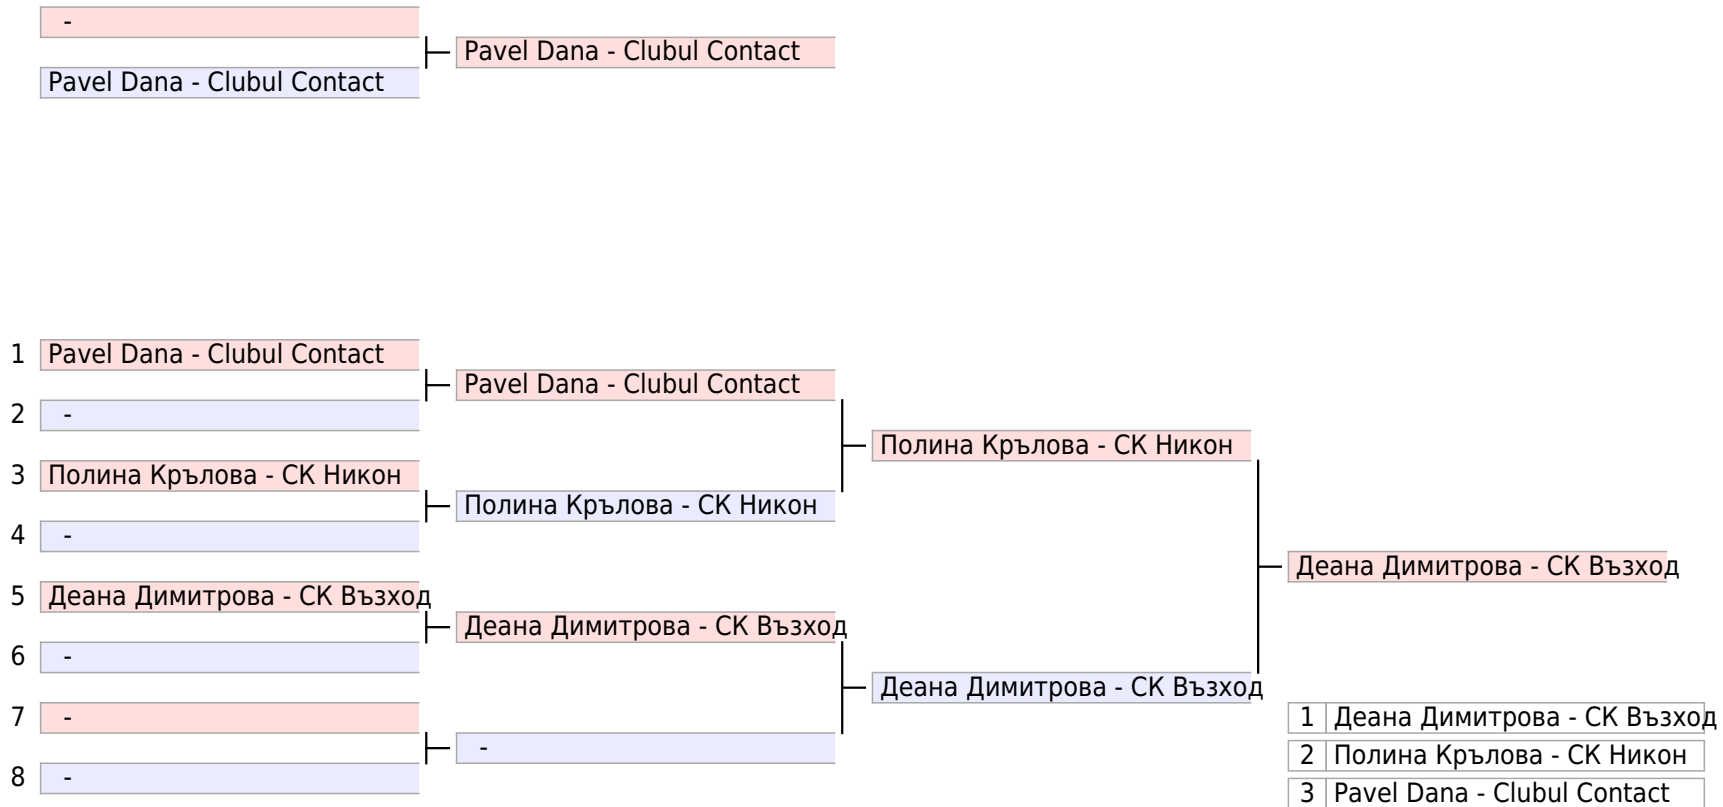 -
Pavel Dana - Clubul Contact
Pavel Dana - Clubul Contact
1 Pavel Dana - Clubul Contact
Pavel Dana - Clubul Contact
2 -
Полина Крълова - СК Никон
3 Полина Крълова - СК Никон
Полина Крълова - СК Никон
4 -
Деана Димитрова - СК Възход
5 Деана Димитрова - СК Възход
Деана Димитрова - СК Възход
6 -
Деана Димитрова - СК Възход
7 -
1 Деана Димитрова - СК Възход
-
2 Полина Крълова - СК Никон
8 -
3 Pavel Dana - Clubul Contact